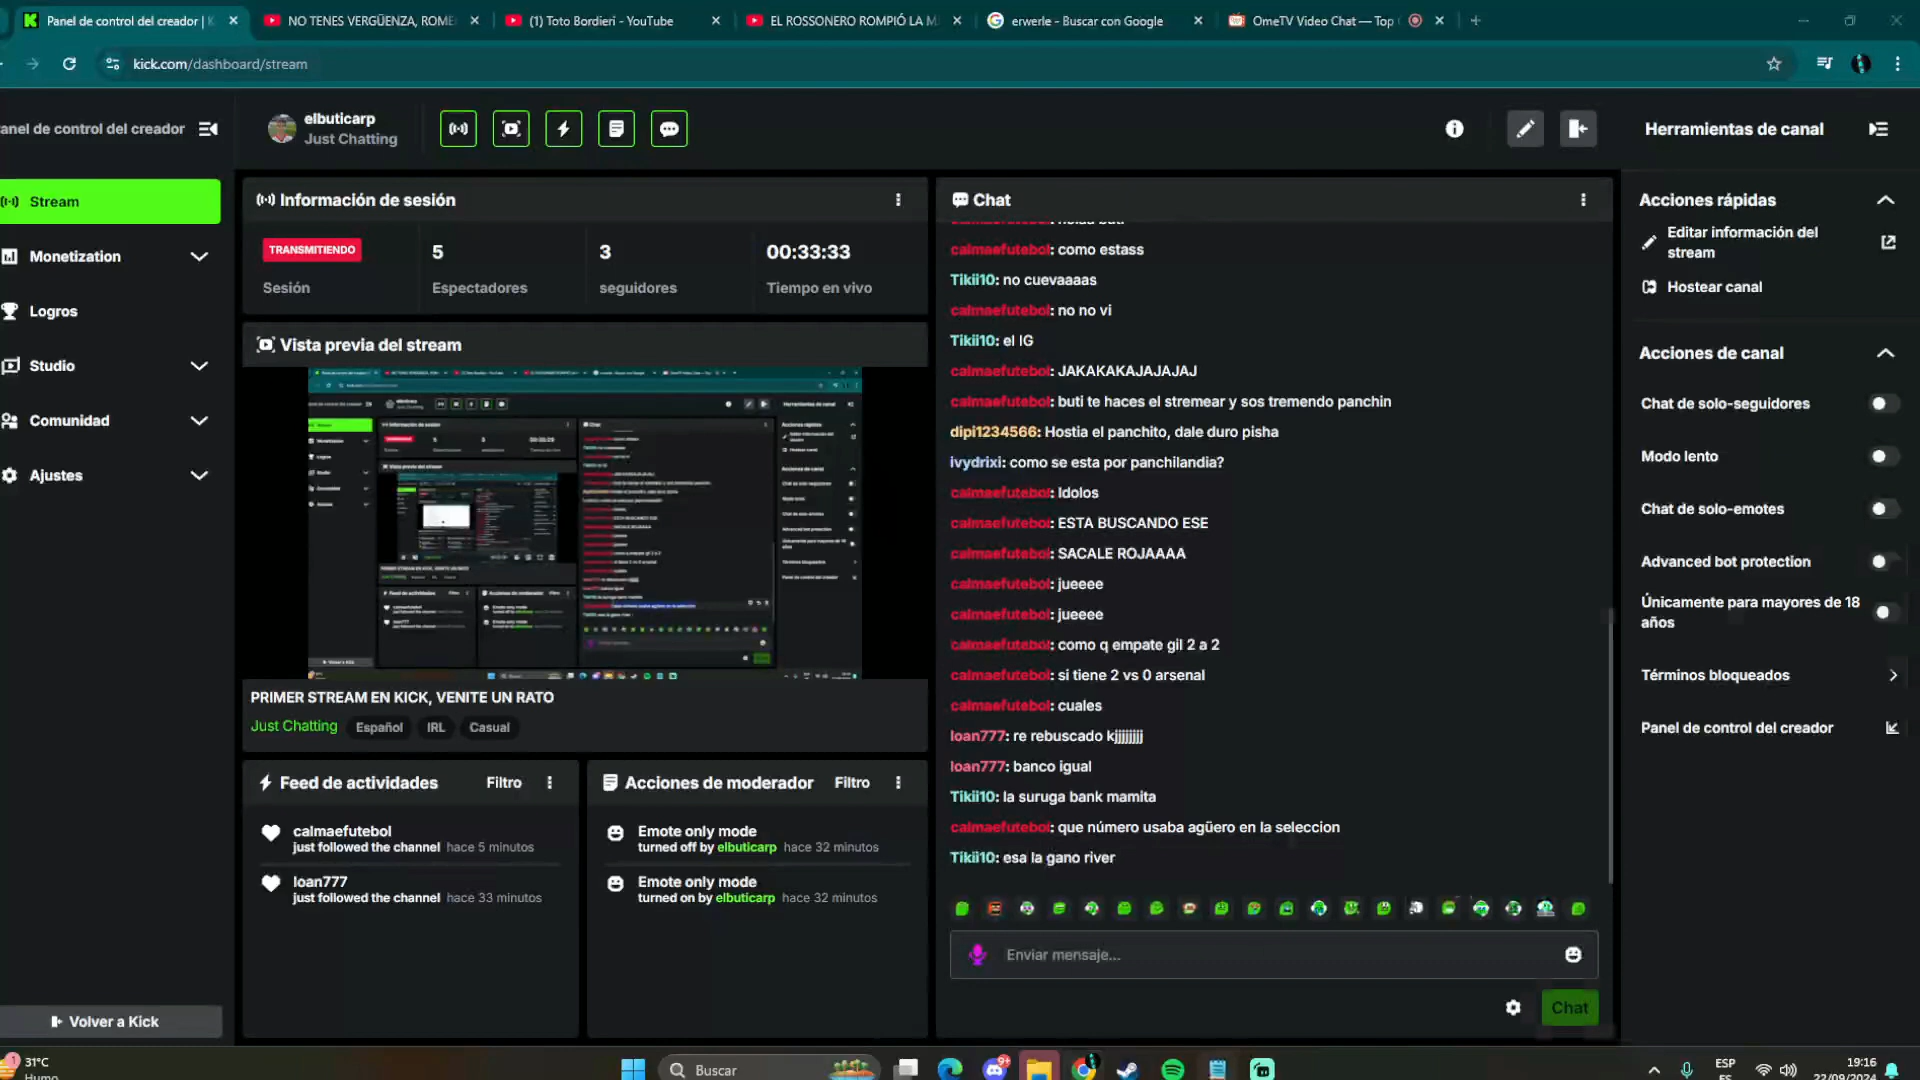 Panel de control del creador | K
NO TENES VERGÜENZA, ROME
(1) Toto Bordieri - YouTube
EL ROSSONERO ROMPIÓ LA M
erwerle - Buscar con Google
OmeTV Video Chat — Top
kick.com/dashboard/stream
anel de control del creador
elbuticarp
Just Chatting
Herramientas de canal
Stream
Monetization
Logros
Studio
Comunidad
Ajustes
Volver a Kick
Información de sesión
TRANSMITIENDO
5
3
00:33:33
Sesión
Espectadores
seguidores
Tiempo en vivo
Vista previa del stream
PRIMER STREAM EN KICK, VENITE UN RATO
Just Chatting
Español
IRL
Casual
Feed de actividades
Filtro
calmaefutebol
just followed the channel hace 5 minutos
loan777
just followed the channel hace 33 minutos
Acciones de moderador
Filtro
Emote only mode
turned off by elbuticarp hace 32 minutos
Emote only mode
turned on by elbuticarp hace 32 minutos
Chat
calmaefutebol: como estass
Tikii10: no cuevaaaas
calmaefutebol: no no vi
Tikii10: el IG
calmaefutebol: JAKAKAKAJAJAJAJ
calmaefutebol: buti te haces el stremear y sos tremendo panchin
dipi1234566: Hostia el panchito, dale duro pisha
ivydrixi: como se esta por panchilandia?
calmaefutebol: Idolos
calmaefutebol: ESTA BUSCANDO ESE
calmaefutebol: SACALE ROJAAAA
calmaefutebol: jueeee
calmaefutebol: jueeee
calmaefutebol: como q empate gil 2 a 2
calmaefutebol: si tiene 2 vs 0 arsenal
calmaefutebol: cuales
loan777: re rebuscado kjjjjjjjj
loan777: banco igual
Tikii10: la suruga bank mamita
calmaefutebol: que número usaba agüero en la seleccion
Tikii10: esa la gano river
Enviar mensaje...
Chat
Acciones rápidas
Editar información del
stream
Hostear canal
Acciones de canal
Chat de solo-seguidores
Modo lento
Chat de solo-emotes
Advanced bot protection
Únicamente para mayores de 18
años
Términos bloqueados
Panel de control del creador
1
31°C
Humo
Buscar
9+
ESP
ES
19:16
22/09/2024